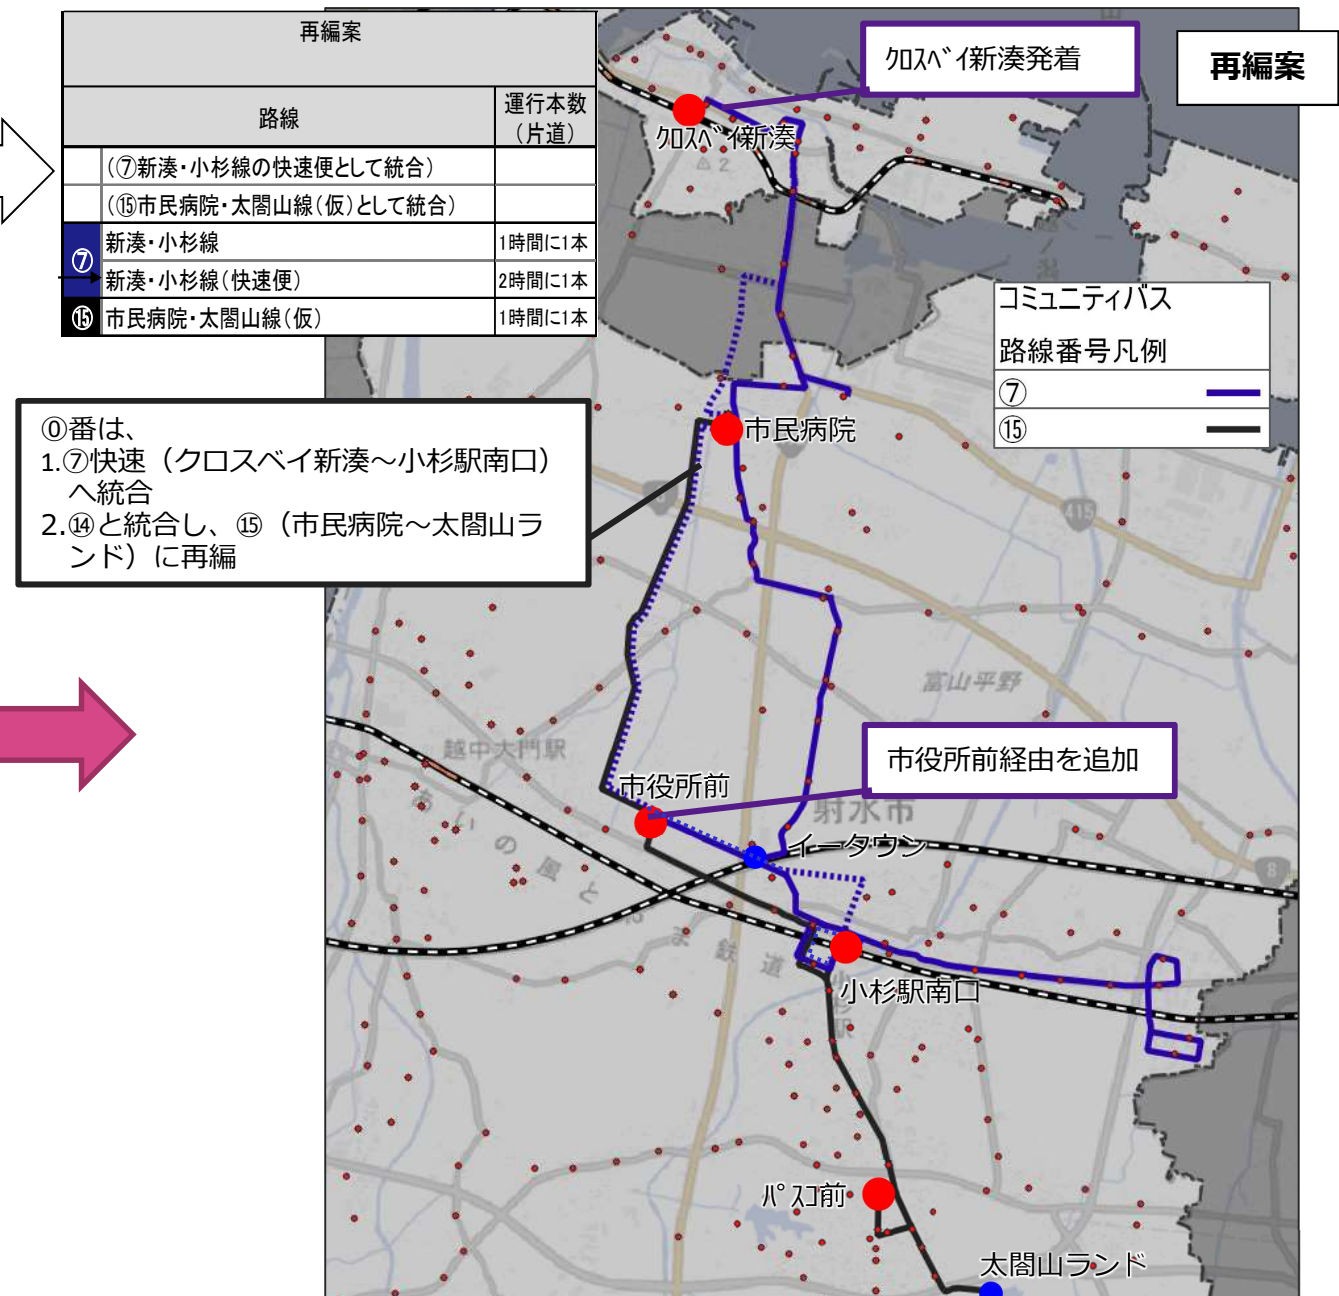 再編案
路線
運行本数
（片道）
（⑦新湊・小杉線の快速便として統合）
（⑮市民病院・太閤山線（仮）として統合）
⑦
新湊・小杉線
1時間に1本
新湊・小杉線（快速便）
2時間に1本
⑮
市民病院・太閤山線（仮）
1時間に1本
クロスベイ新湊発着
再編案
クロスベイ新湊
コミュニティバス
路線番号凡例
⑦
⑮
⓪番は、
1.⑦快速（クロスベイ新湊～小杉駅南口）
へ統合
2.⑭と統合し、⑮（市民病院～太閤山ラ
ンド）に再編
市民病院
415
富山平野
越中大門駅
市役所前
市役所前経由を追加
射水市
イータウン
8
あいの風とやま鉄道
小杉駅南口
パスコ前
太閤山ランド